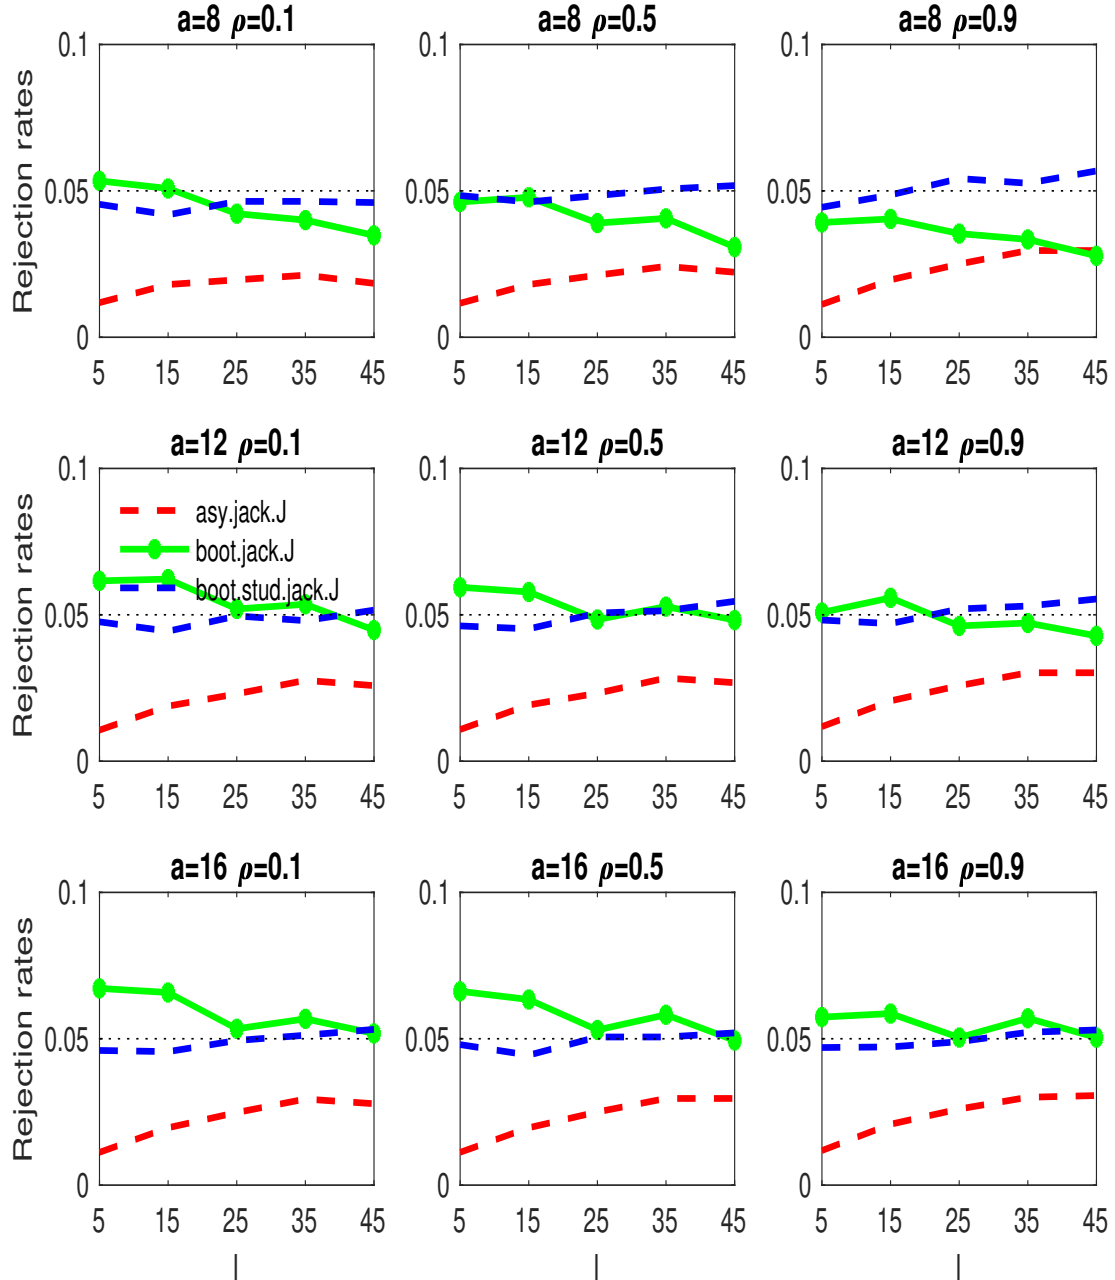 a=8 ρ=0.1 a=8 ρ=0.5 a=8 ρ=0.9
Rejection rates
0.1 0.1 0.1
0.05 0.05 0.05
0 0 0
5 15 25 35 45 5 15 25 35 45 5 15 25 35 45
a=12 ρ=0.1 a=12 ρ=0.5 a=12 ρ=0.9
Rejection rates
0.1 0.1 0.1
asy.jack.J
boot.jack.J
boot.stud.jack.J
0.05 0.05 0.05
0 0 0
5 15 25 35 45 5 15 25 35 45 5 15 25 35 45
a=16 ρ=0.1 a=16 ρ=0.5 a=16 ρ=0.9
Rejection rates
0.1 0.1 0.1
0.05 0.05 0.05
0 0 0
5 15 25 35 45 5 15 25 35 45 5 15 25 35 45
l l l